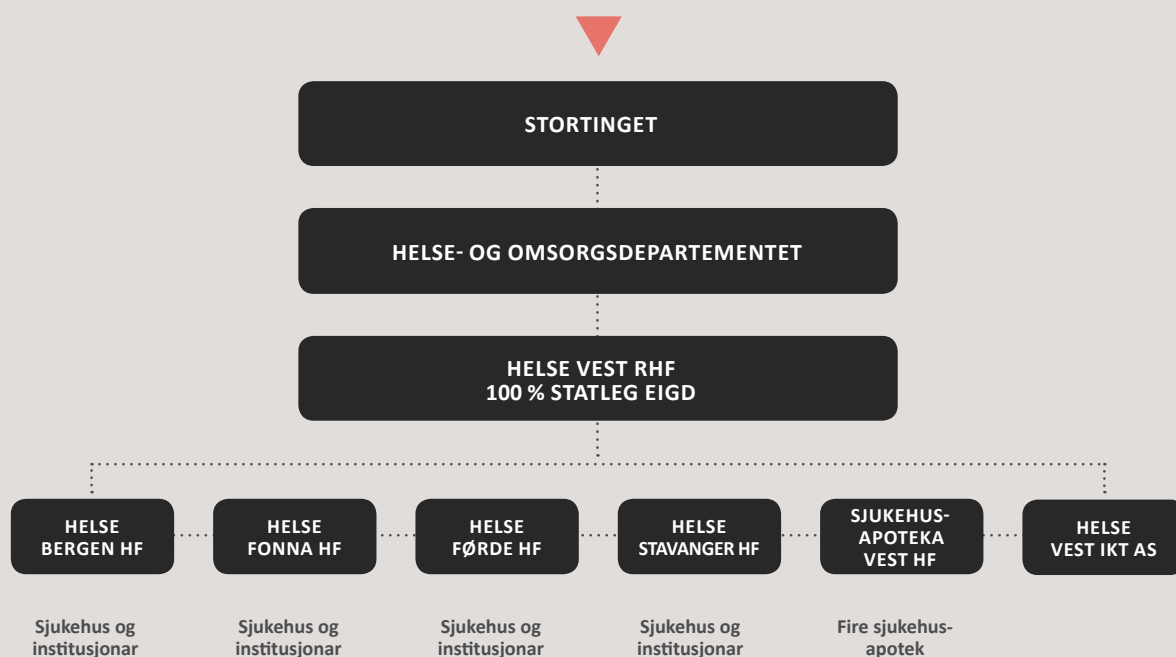 STORTINGET
HELSE- OG OMSORGSDEPARTEMENTET
HELSE VEST RHF
100 % STATLEG EIGD
HELSE
BERGEN HF
HELSE
FONNA HF
HELSE
FØRDE HF
HELSE
STAVANGER HF
SJUKEHUS-
APOTEKA
VEST HF
HELSE
VEST IKT AS
Sjukehus og
institusjonar
Sjukehus og
institusjonar
Sjukehus og
institusjonar
Sjukehus og
institusjonar
Fire sjukehus-
apotek